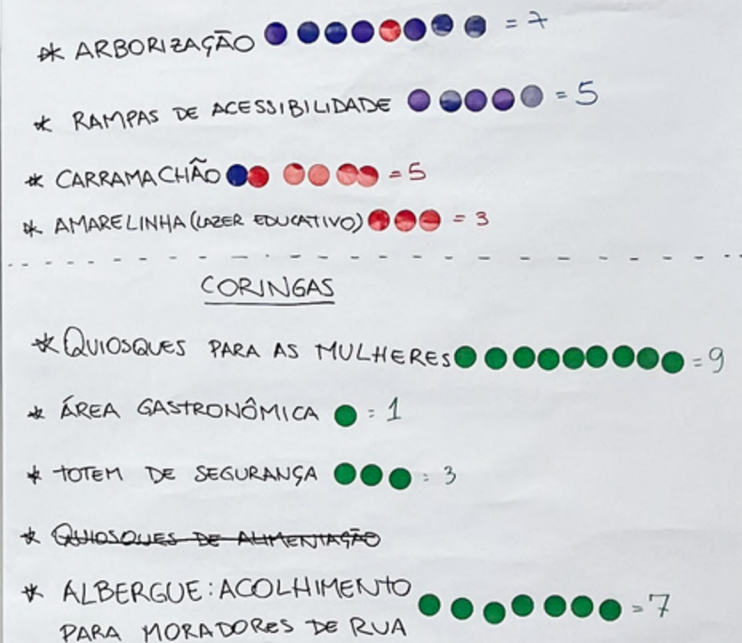 * ARBORIZAÇÃO = 7
* RAMPAS DE ACESSIBILIDADE = 5
* CARRAMACHÃO = 5
* AMARELINHA (LAZER EDUCATIVO) = 3
CORINGAS
* QUIOSQUES PARA AS MULHERES = 9
* ÁREA GASTRONÔMICA : 1
* TOTEM DE SEGURANÇA : 3
* QUIOSQUES DE ALIMENTAÇÃO
* ALBERGUE: ACOLHIMENTO
PARA MORADORES DE RUA = 7